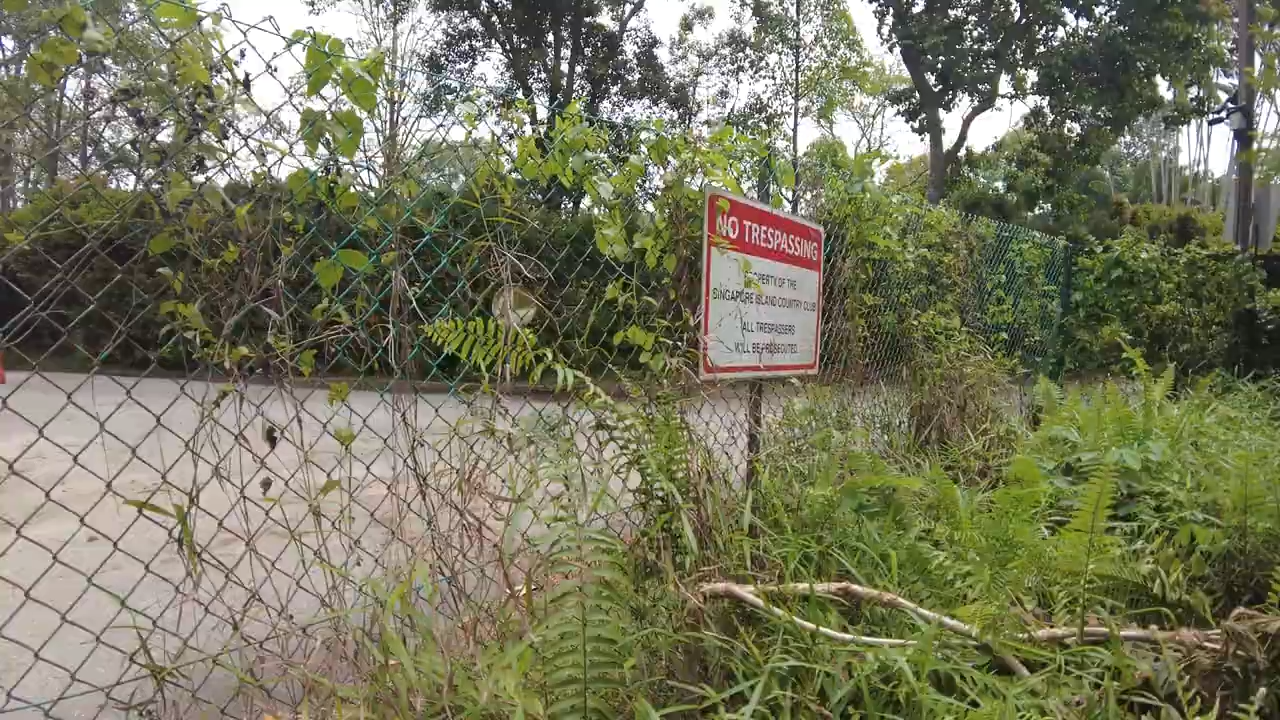 NO TRESPASSING
PROPERTY OF THE
SINGAPORE ISLAND COUNTRY CLUB
ALL TRESPASSERS
WILL BE PROSECUTED